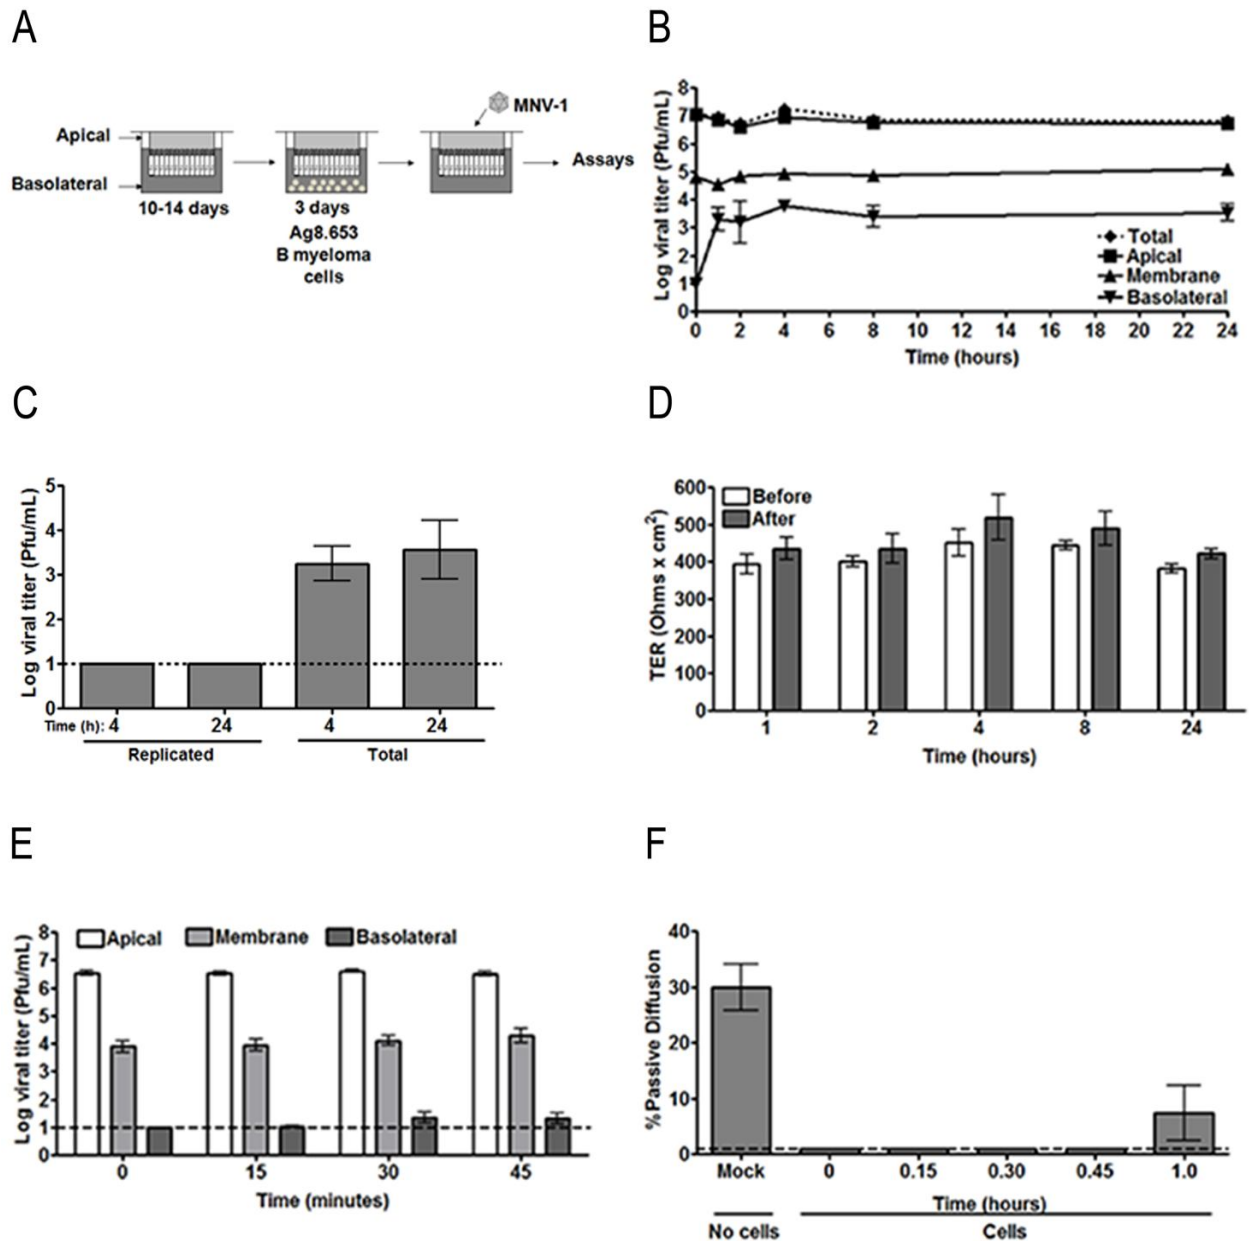 A
Apical
Basolateral
10-14 days
3 days
Ag8.653
B myeloma
cells
MNV-1
Assays
B
Log viral titer (Pfu/mL)
8
7
6
5
4
3
2
1
0
0 2 4 6 8 10 12 14 16 18 20 22 24
Time (hours)
Total
Apical
Membrane
Basolateral
C
Log viral titer (Pfu/mL)
5
4
3
2
1
0
Time (h): 4 24 4 24
Replicated Total
D
TER (Ohms x cm2)
600
500
400
300
200
100
0
Before
After
1 2 4 8 24
Time (hours)
E
Log viral titer (Pfu/mL)
8
7
6
5
4
3
2
1
0
Apical Membrane Basolateral
0 15 30 45
Time (minutes)
F
%Passive Diffusion
40
30
20
10
0
Mock 0 0.15 0.30 0.45 1.0
Time (hours)
No cells Cells